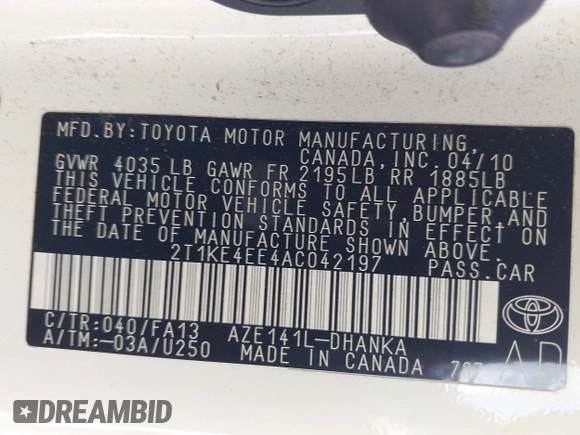 MFD.BY:TOYOTA MOTOR MANUFACTURING,
CANADA, INC. 04/10
GVWR 4035 LB GAWR FR 2195LB, RR 1885LB
THIS VEHICLE CONFORMS TO ALL APPLICABLE
FEDERAL MOTOR VEHICLE SAFETY, BUMPER, AND
THEFT PREVENTION STANDARDS IN EFFECT ON
THE DATE OF MANUFACTURE SHOWN ABOVE.
2T1KE4EE4AC042197 PASS.CAR
C/TR:040/FA13 AZE141L-DHANKA
A/TM:-03A/U250 MADE IN CANADA
DREAMBID